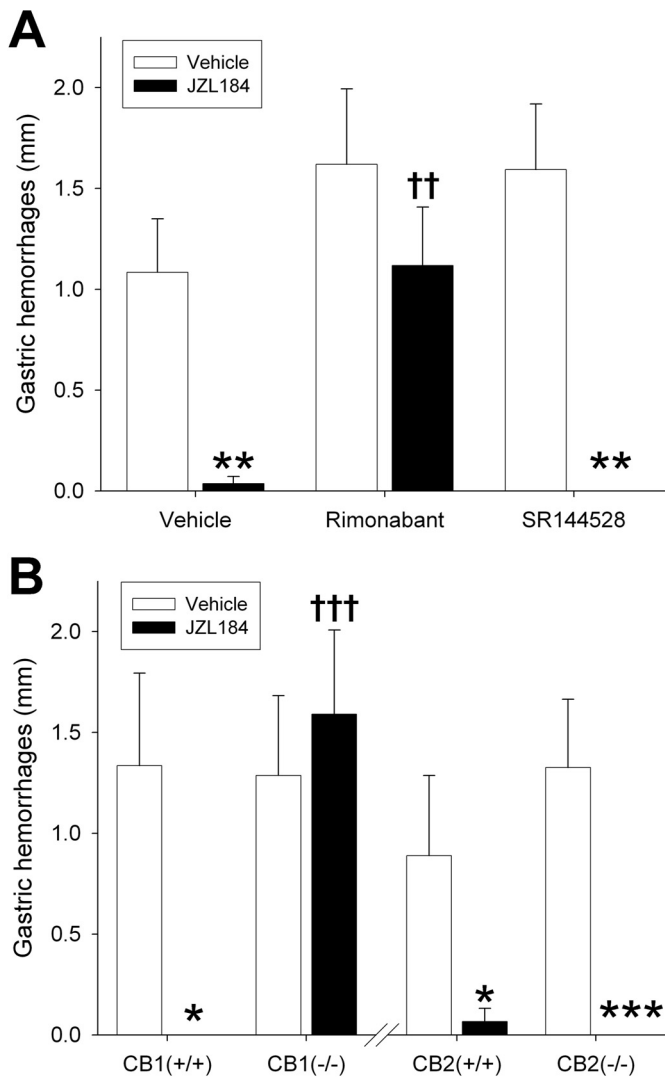 A
Vehicle
JZL184
Gastric hemorrhages (mm)
2.0
1.5
1.0
0.5
0.0
††
**
**
Vehicle Rimonabant SR144528
B
Vehicle
JZL184
Gastric hemorrhages (mm)
2.0
1.5
1.0
0.5
0.0
†††
*
*
***
CB1(+/+) CB1(-/-) CB2(+/+) CB2(-/-)